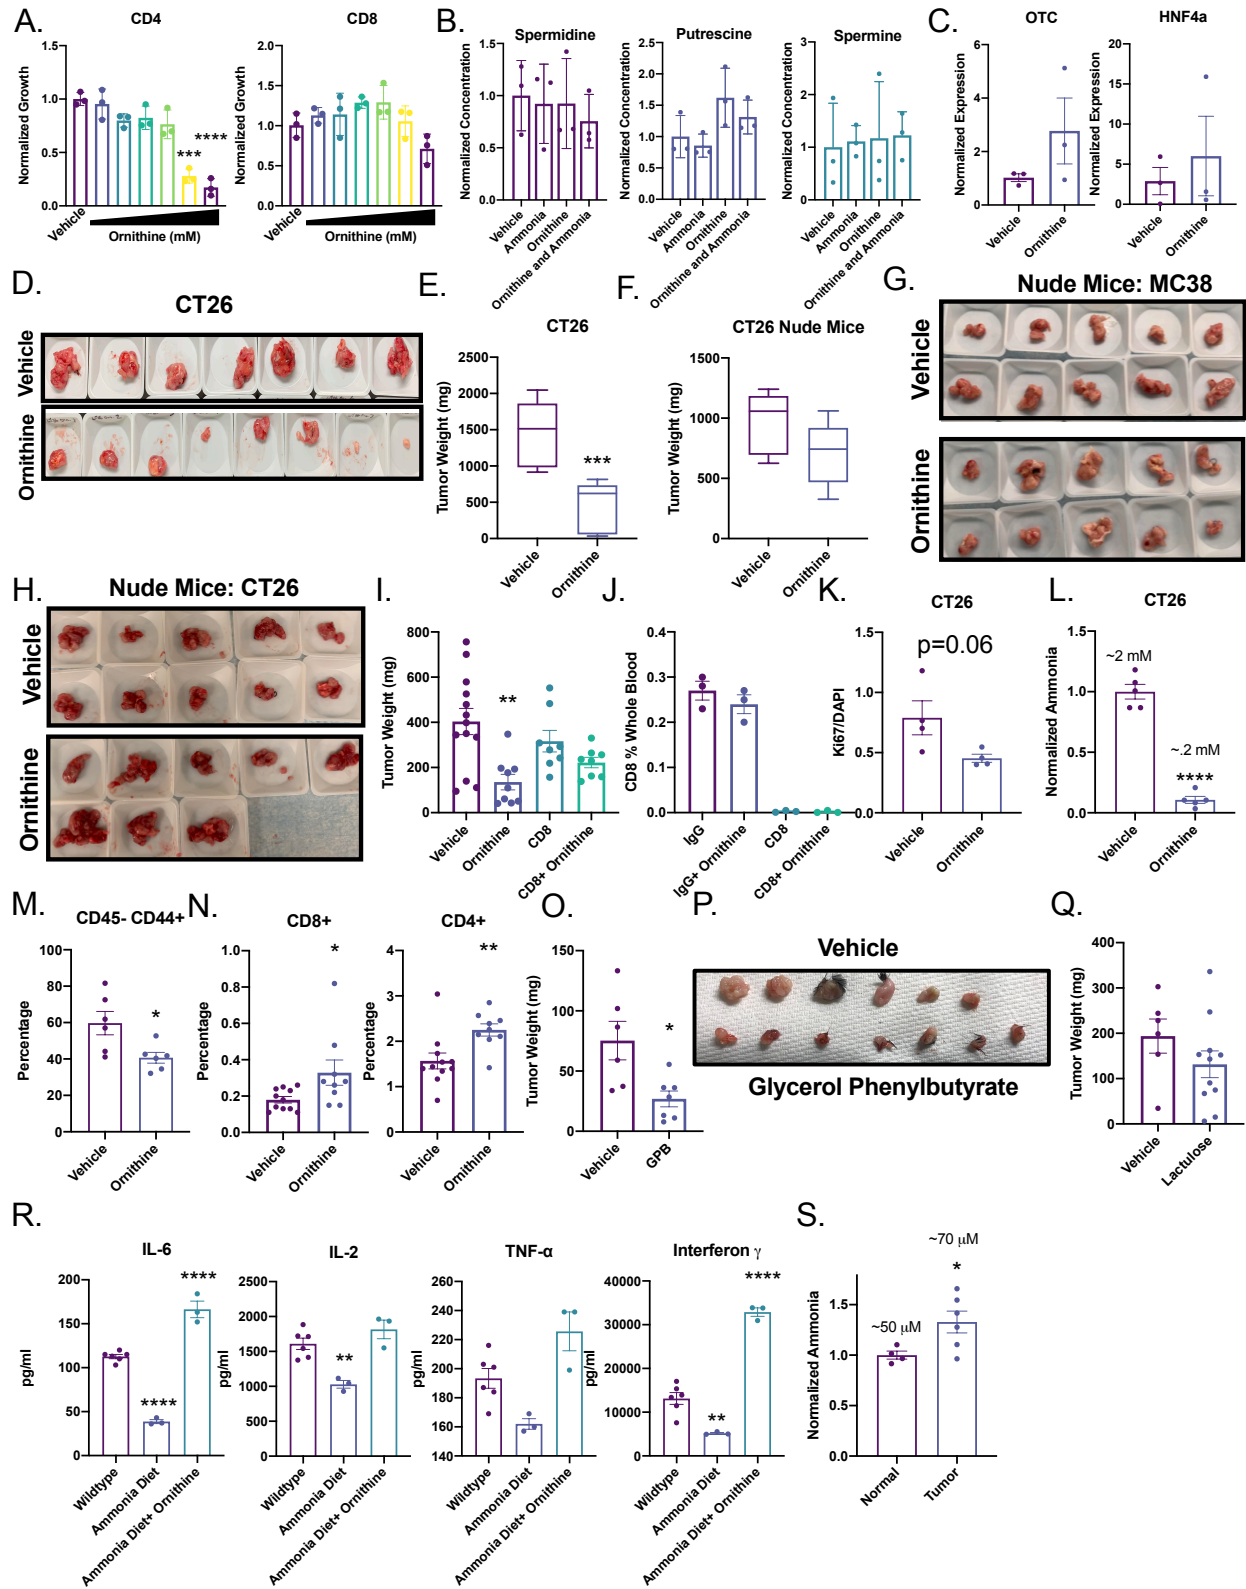 A.
CD4
CD8
Normalized Growth
1.5
1.0
0.5
0.0
***
****
Vehicle
Ornithine (mM)
Normalized Growth
2.0
1.5
1.0
0.5
0.0
Vehicle
Ornithine (mM)
B.
Spermidine
Normalized Concentration
1.5
1.0
0.5
0.0
Vehicle
Ammonia
Ornithine
Ornithine and Ammonia
Putrescine
Normalized Concentration
2.5
2.0
1.5
1.0
0.5
0.0
Vehicle
Ammonia
Ornithine
Ornithine and Ammonia
Spermine
Normalized Concentration
3
2
1
0
Vehicle
Ammonia
Ornithine
Ornithine and Ammonia
C.
OTC
Normalized Expression
6
4
2
0
Vehicle
Ornithine
HNF4a
Normalized Expression
20
15
10
5
0
Vehicle
Ornithine
D.
CT26
Vehicle
Ornithine
E.
CT26
Tumor Weight (mg)
2500
2000
1500
1000
500
0
***
Vehicle
Ornithine
F.
CT26 Nude Mice
Tumor Weight (mg)
1500
1000
500
0
Vehicle
Ornithine
G.
Nude Mice: MC38
Vehicle
Ornithine
H.
Nude Mice: CT26
Vehicle
Ornithine
I.
Tumor Weight (mg)
800
600
400
200
0
**
Vehicle
Ornithine
CD8
CD8+ Ornithine
J.
CD8 % Whole Blood
0.4
0.3
0.2
0.1
0.0
IgG
IgG+ Ornithine
CD8
CD8+ Ornithine
K.
CT26
p=0.06
Ki67/DAPI
1.5
1.0
0.5
0.0
Vehicle
Ornithine
L.
CT26
Normalized Ammonia
1.5
1.0
0.5
0.0
~2 mM
~.2 mM
****
Vehicle
Ornithine
M.
CD45- CD44+
Percentage
100
80
60
40
20
0
*
Vehicle
Ornithine
N.
CD8+
Percentage
1.0
0.8
0.6
0.4
0.2
0.0
*
Vehicle
Ornithine
CD4+
Percentage
4
3
2
1
0
**
Vehicle
Ornithine
O.
Tumor Weight (mg)
150
100
50
0
*
Vehicle
GPB
P.
Vehicle
Glycerol Phenylbutyrate
Q.
Tumor Weight (mg)
400
300
200
100
0
Vehicle
Lactulose
R.
IL-6
pg/ml
200
150
100
50
0
****
****
Wildtype
Ammonia Diet
Ammonia Diet+ Ornithine
IL-2
pg/ml
2500
2000
1500
1000
500
0
**
Wildtype
Ammonia Diet
Ammonia Diet+ Ornithine
TNF-α
pg/ml
260
240
220
200
180
160
140
Wildtype
Ammonia Diet
Ammonia Diet+ Ornithine
Interferon γ
pg/ml
40000
30000
20000
10000
0
**
****
Wildtype
Ammonia Diet
Ammonia Diet+ Ornithine
S.
Normalized Ammonia
1.5
1.0
0.5
0.0
~50 μM
~70 μM
*
Normal
Tumor